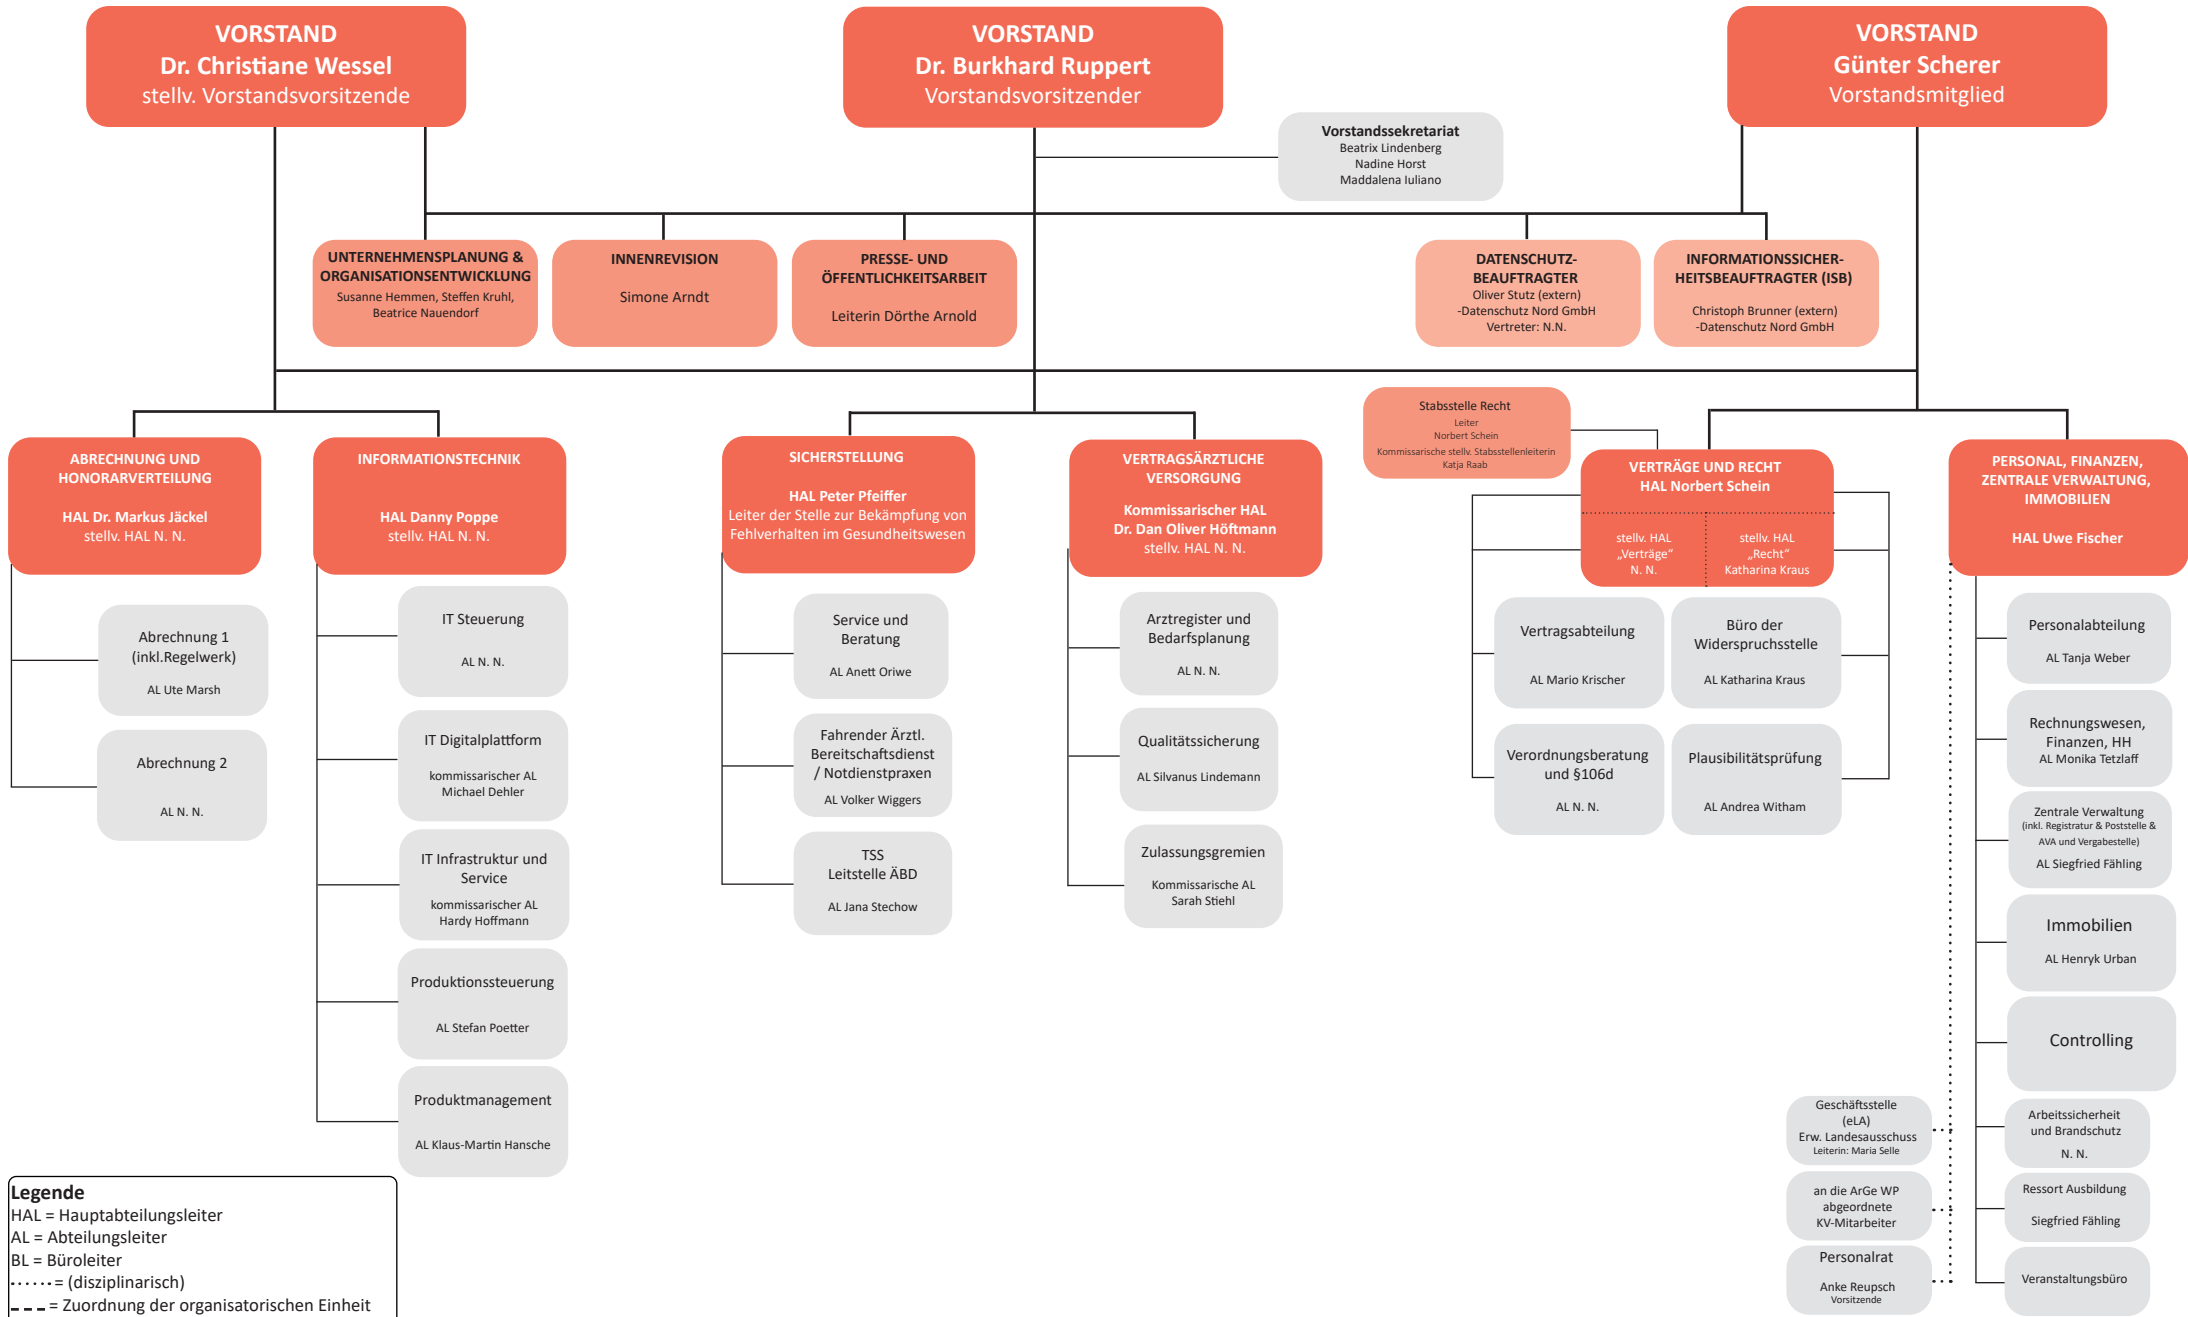 VORSTAND
Dr. Christiane Wessel
stellv. Vorstandsvorsitzende
VORSTAND
Dr. Burkhard Ruppert
Vorstandsvorsitzender
VORSTAND
Günter Scherer
Vorstandsmitglied
Vorstandssekretariat
Beatrix Lindenberg
Nadine Horst
Maddalena Iuliano
UNTERNEHMENSPLANUNG &
ORGANISATIONSENTWICKLUNG
Susanne Hemmen, Steffen Kruhl,
Beatrice Nauendorf
INNENREVISION
Simone Arndt
PRESSE- UND
ÖFFENTLICHKEITSARBEIT
Leiterin Dörthe Arnold
DATENSCHUTZ-
BEAUFTRAGTER
Oliver Stutz (extern)
-Datenschutz Nord GmbH
Vertreter: N.N.
INFORMATIONSSICHER-
HEITSBEAUFTRAGTER (ISB)
Christoph Brunner (extern)
-Datenschutz Nord GmbH
Stabsstelle Recht
Leiter
Norbert Schein
Kommissarische stellv. Stabsstellenleiterin
Katja Raab
ABRECHNUNG UND
HONORARVERTEILUNG
HAL Dr. Markus Jäckel
stellv. HAL N. N.
INFORMATIONSTECHNIK
HAL Danny Poppe
stellv. HAL N. N.
SICHERSTELLUNG
HAL Peter Pfeiffer
Leiter der Stelle zur Bekämpfung von
Fehlverhalten im Gesundheitswesen
VERTRAGSÄRZTLICHE
VERSORGUNG
Kommissarischer HAL
Dr. Dan Oliver Höftmann
stellv. HAL N. N.
VERTRÄGE UND RECHT
HAL Norbert Schein
stellv. HAL
„Verträge“
N. N.
stellv. HAL
„Recht“
Katharina Kraus
PERSONAL, FINANZEN,
ZENTRALE VERWALTUNG,
IMMOBILIEN
HAL Uwe Fischer
Abrechnung 1
(inkl.Regelwerk)
AL Ute Marsh
Abrechnung 2
AL N. N.
IT Steuerung
AL N. N.
IT Digitalplattform
kommissarischer AL
Michael Dehler
IT Infrastruktur und
Service
kommissarischer AL
Hardy Hoffmann
Produktionssteuerung
AL Stefan Poetter
Produktmanagement
AL Klaus-Martin Hansche
Service und
Beratung
AL Anett Oriwe
Fahrender Ärztl.
Bereitschaftsdienst
/ Notdienstpraxen
AL Volker Wiggers
TSS
Leitstelle ÄBD
AL Jana Stechow
Arztregister und
Bedarfsplanung
AL N. N.
Qualitätssicherung
AL Silvanus Lindemann
Zulassungsgremien
Kommissarische AL
Sarah Stiehl
Vertragsabteilung
AL Mario Krischer
Büro der
Widerspruchsstelle
AL Katharina Kraus
Verordnungsberatung
und §106d
AL N. N.
Plausibilitätsprüfung
AL Andrea Witham
Personalabteilung
AL Tanja Weber
Rechnungswesen,
Finanzen, HH
AL Monika Tetzlaff
Zentrale Verwaltung
(inkl. Registratur & Poststelle &
AVA und Vergabestelle)
AL Siegfried Fähling
Immobilien
AL Henryk Urban
Controlling
Arbeitssicherheit
und Brandschutz
N. N.
Ressort Ausbildung
Siegfried Fähling
Veranstaltungsbüro
Geschäftsstelle
(eLA)
Erw. Landesausschuss
Leiterin: Maria Selle
an die ArGe WP
abgeordnete
KV-Mitarbeiter
Personalrat
Anke Reupsch
Vorsitzende
Legende
HAL = Hauptabteilungsleiter
AL = Abteilungsleiter
BL = Büroleiter
······ = (disziplinarisch)
– – – = Zuordnung der organisatorischen Einheit